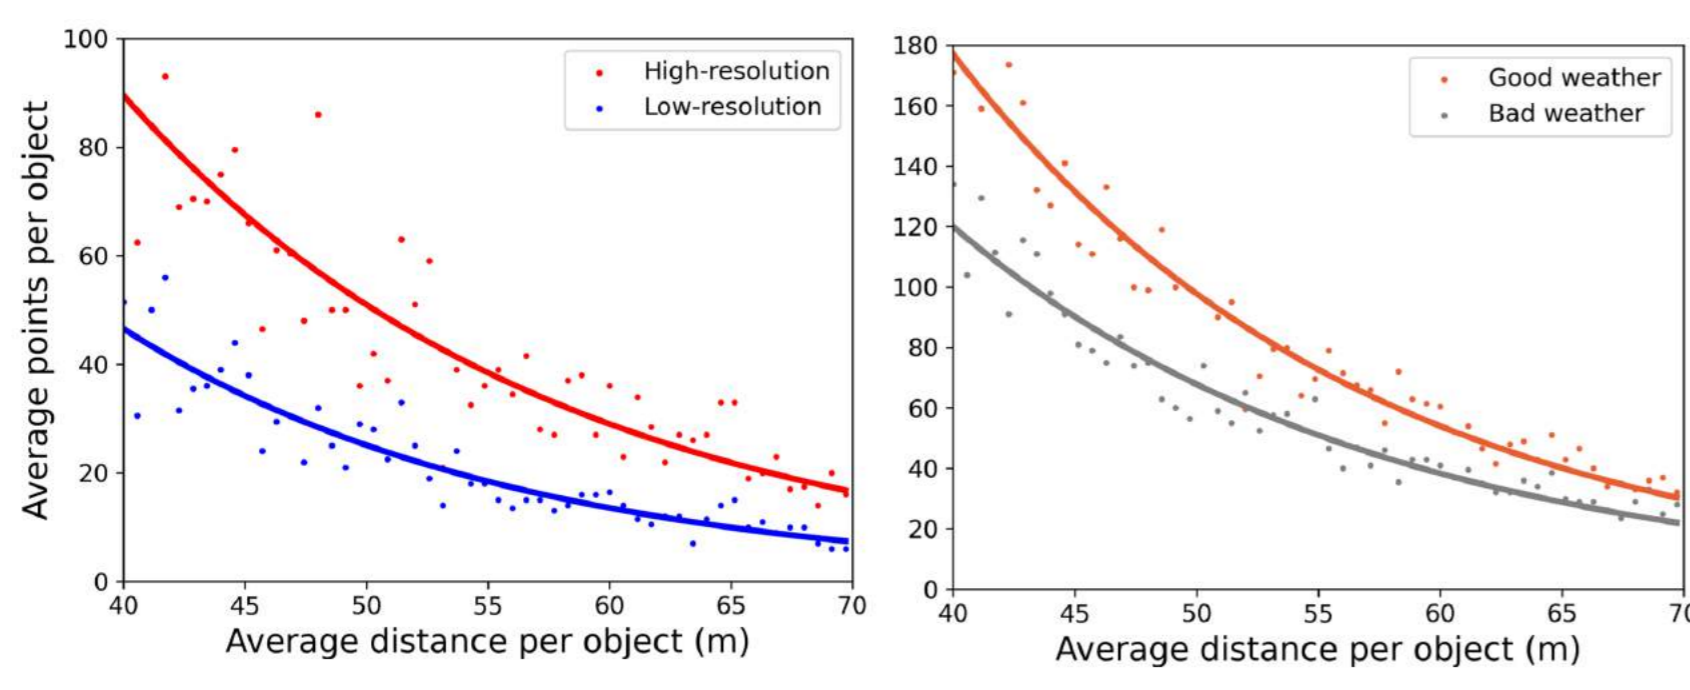 100
80
60
40
20
0
Average points per object
High-resolution
Low-resolution
40 45 50 55 60 65 70
Average distance per object (m)
180
160
140
120
100
80
60
40
20
0
Good weather
Bad weather
40 45 50 55 60 65 70
Average distance per object (m)